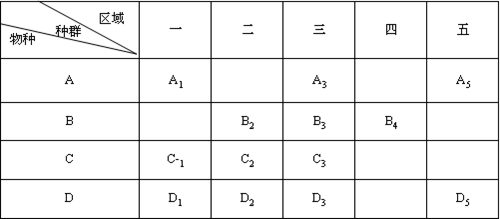 区域
种群
物种
一 二 三 四 五
A A₁ A₃ A₅
B B₂ B₃ B₄
C C-₁ C₂ C₃
D D₁ D₂ D₃ D₅